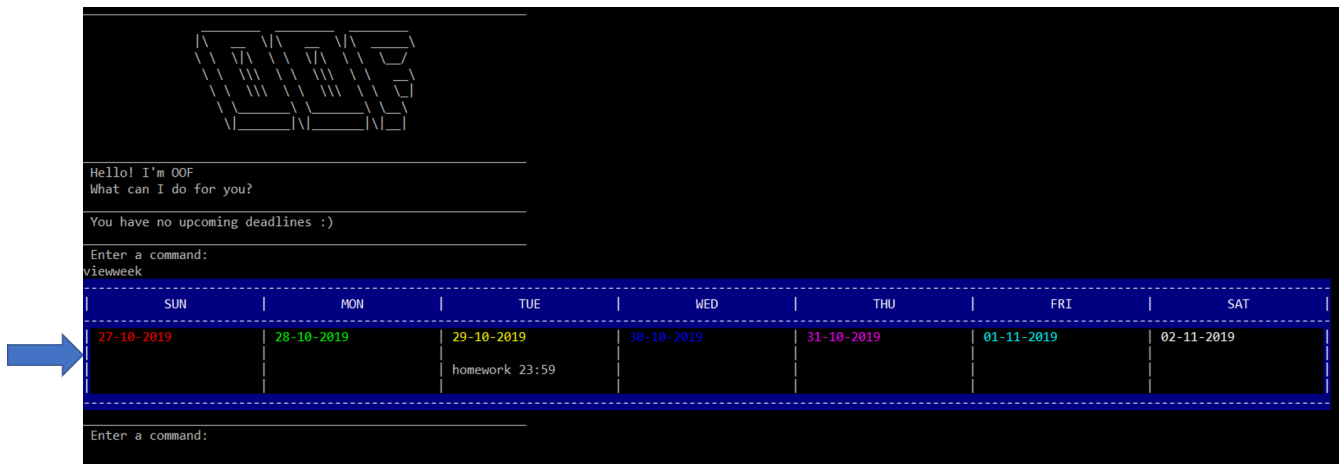 OOF
Hello! I'm OOF
What can I do for you?
You have no upcoming deadlines :)
Enter a command:
viewweek
| SUN | MON | TUE | WED | THU | FRI | SAT |
| 27-10-2019 | 28-10-2019 | 29-10-2019 | 30-10-2019 | 31-10-2019 | 01-11-2019 | 02-11-2019 |
homework 23:59
Enter a command: